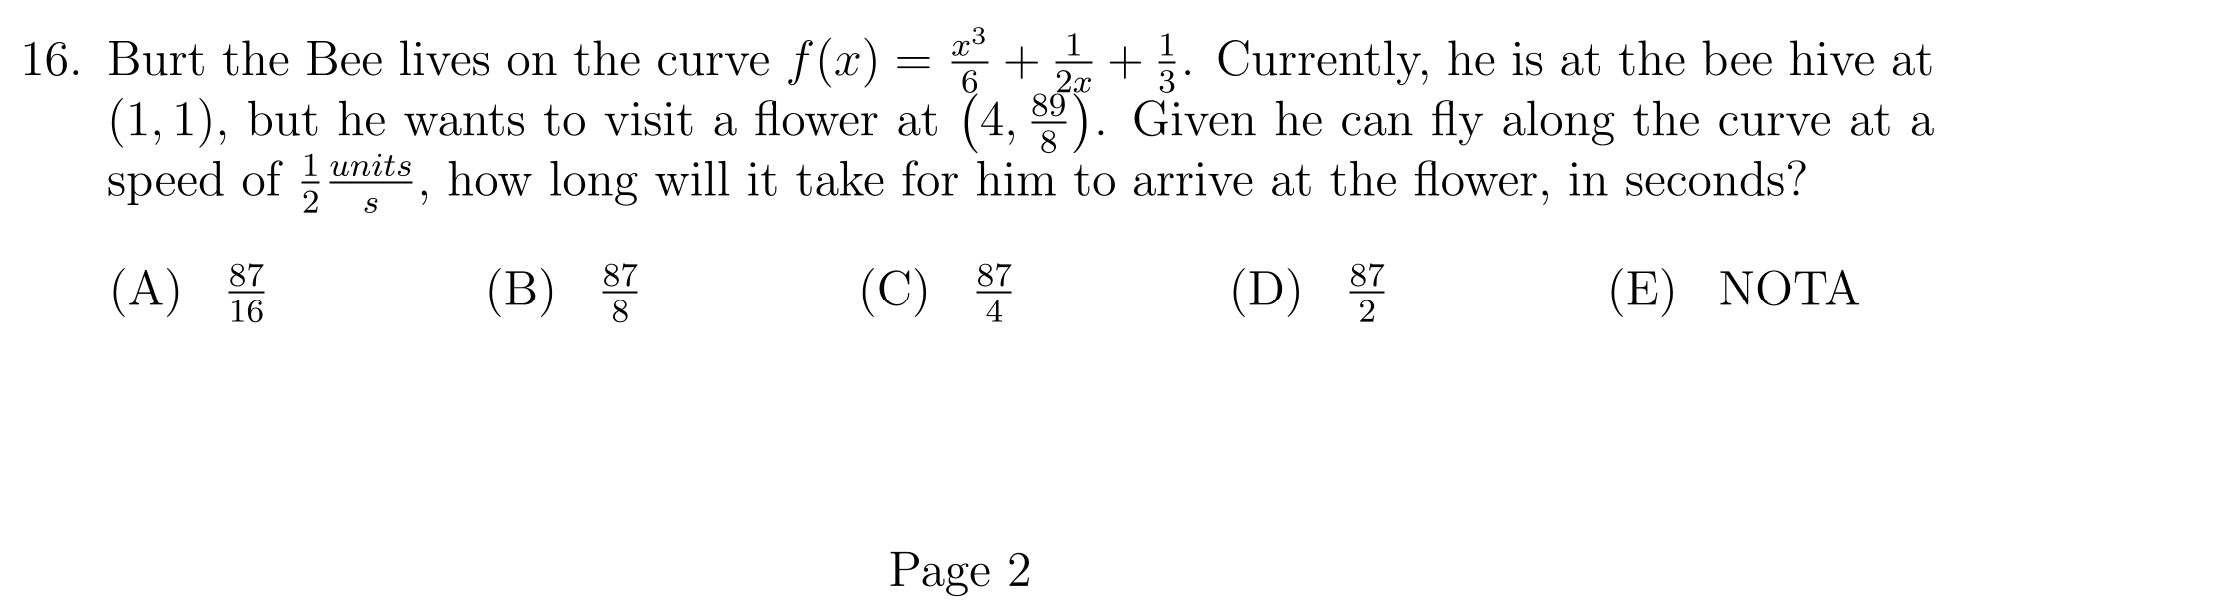 16. Burt the Bee lives on the curve $f(x) = \frac{x^3}{6} + \frac{1}{2x} + \frac{1}{3}$. Currently, he is at the bee hive at
$(1, 1)$, but he wants to visit a flower at $\left(4, \frac{89}{8}\right)$. Given he can fly along the curve at a
speed of $\frac{1}{2} \frac{units}{s}$, how long will it take for him to arrive at the flower, in seconds?
(A) $\frac{87}{16}$ (B) $\frac{87}{8}$ (C) $\frac{87}{4}$ (D) $\frac{87}{2}$ (E) NOTA
Page 2